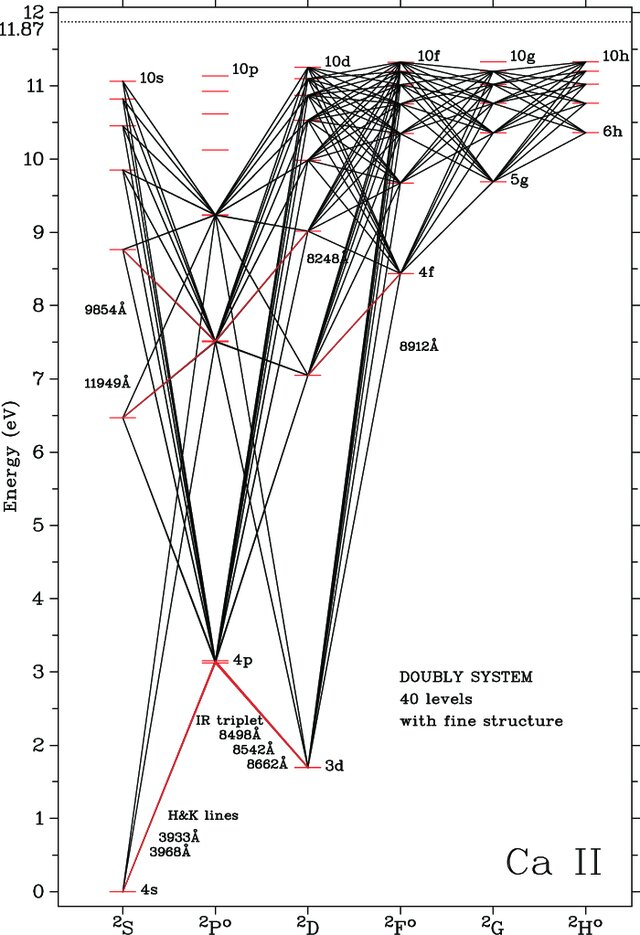 12
11.87
11
10
9
8
7
6
5
4
3
2
1
0
Energy (eV)
10s
10p
10d
10f
10g
10h
6h
5g
4f
8248Å
9854Å
8912Å
11949Å
4p
DOUBLY SYSTEM
40 levels
with fine structure
IR triplet
8498Å
8542Å
8662Å
3d
H&K lines
3933Å
3968Å
Ca II
4s
²S
²Pᵒ
²D
²Fᵒ
²G
²Hᵒ